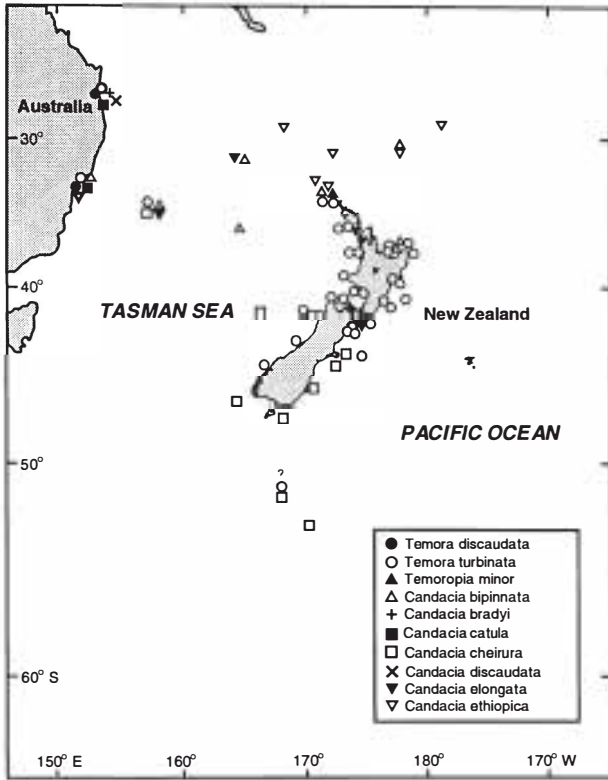 Australia
30°
40°
TASMAN SEA
New Zealand
PACIFIC OCEAN
50°
Temora discaudata
Temora turbinata
Temoropia minor
Candacia bipinnata
Candacia bradyi
Candacia catula
Candacia cheirura
Candacia discaudata
Candacia elongata
Candacia ethiopica
60° S
150° E 160° 170° 180° 170° W